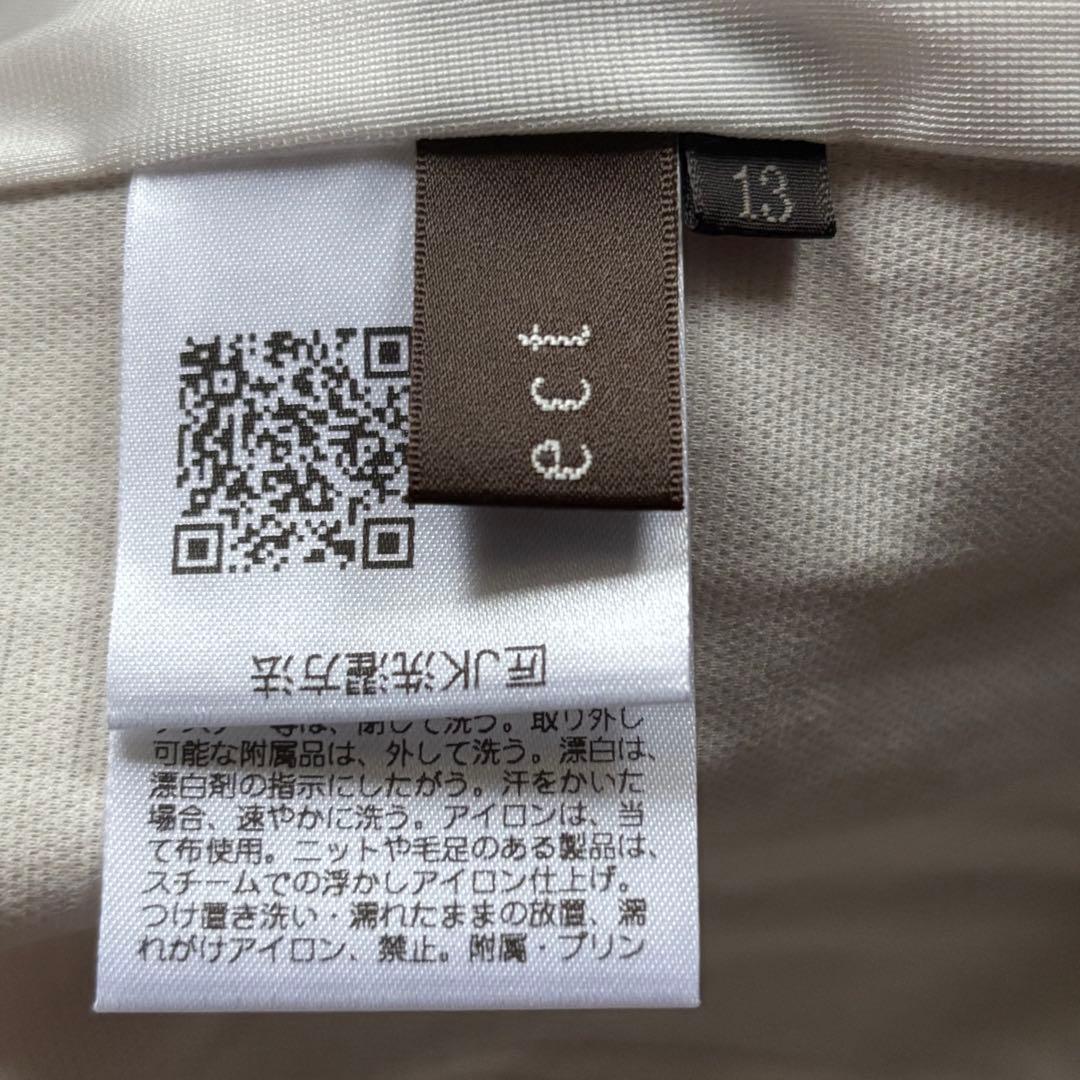 13
ect
匠JK洗濯方法
等は、閉じて洗う。取り外し
可能な附属品は、外して洗う。漂白は、
漂白剤の指示にしたがう。汗をかいた
場合、速やかに洗う。アイロンは、当
て布使用。ニットや毛足のある製品は、
スチームでの浮かしアイロン仕上げ。
つけ置き洗い・濡れたままの放置、濡
れがけアイロン、禁止。附属・プリン